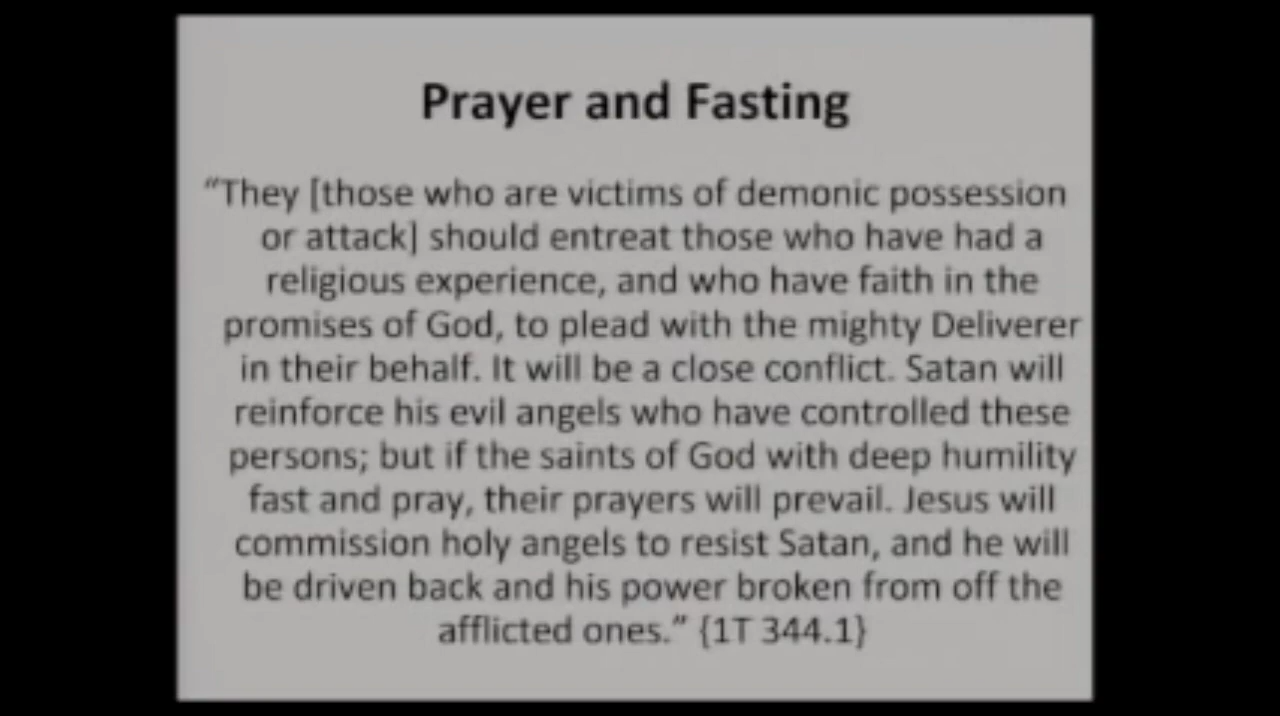 Prayer and Fasting
“They [those who are victims of demonic possession
or attack] should entreat those who have had a
religious experience, and who have faith in the
promises of God, to plead with the mighty Deliverer
in their behalf. It will be a close conflict. Satan will
reinforce his evil angels who have controlled these
persons; but if the saints of God with deep humility
fast and pray, their prayers will prevail. Jesus will
commission holy angels to resist Satan, and he will
be driven back and his power broken from off the
afflicted ones.” {1T 344.1}